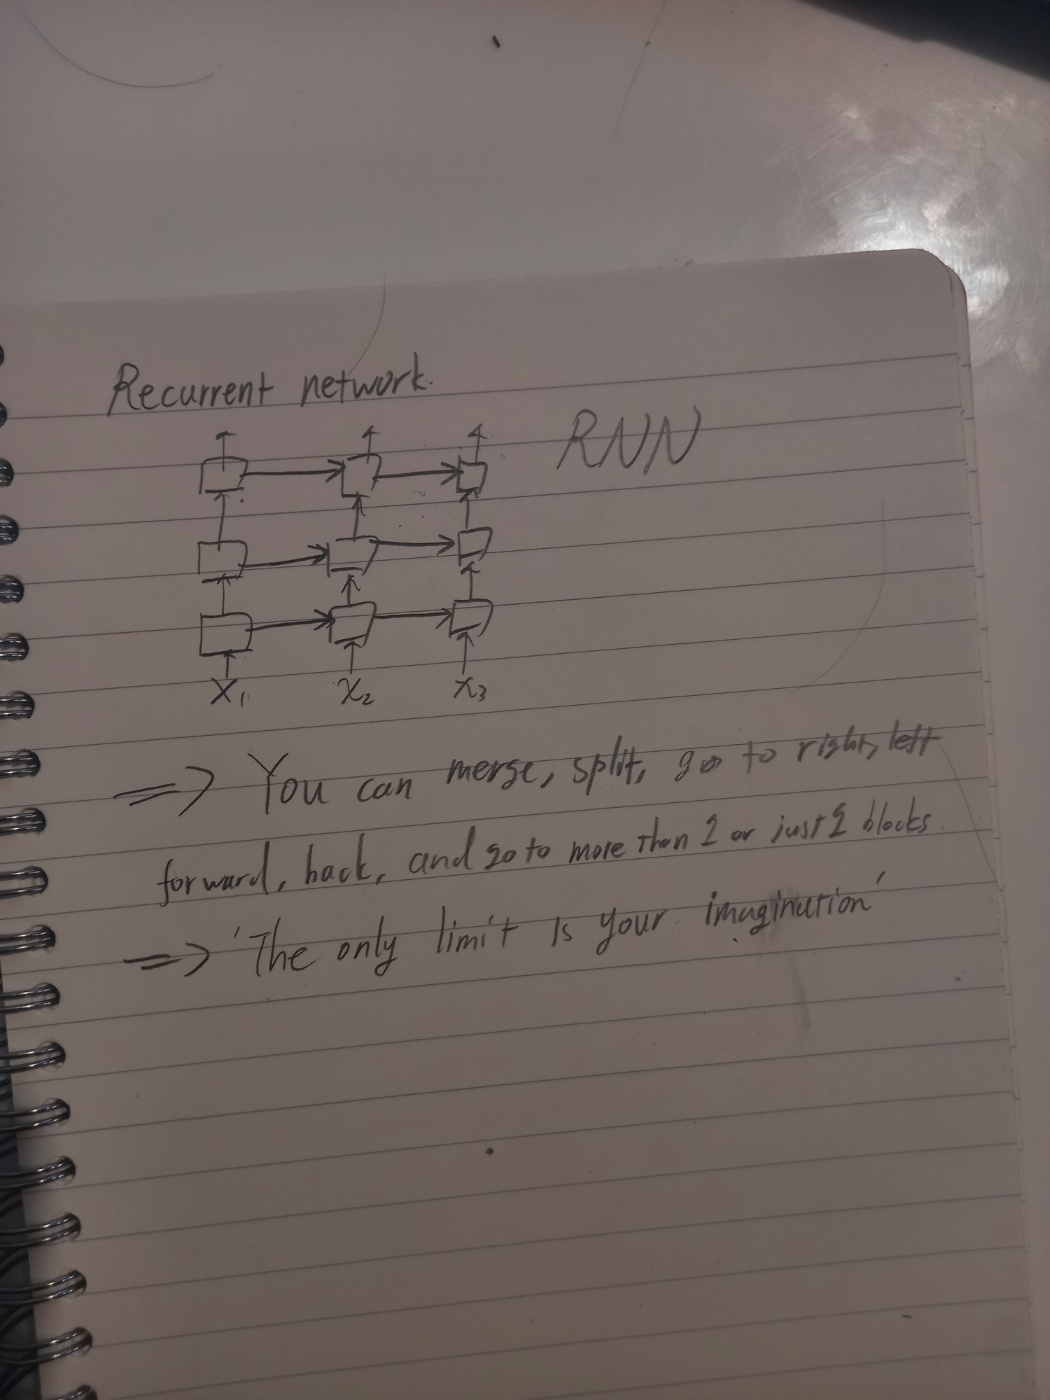 Recurrent network.
RNN
X₁ X₂ X₃
=> You can merge, split, go to right, left
forward, back, and go to more than 2 or just 1 blocks.
=> 'The only limit is your imagination'